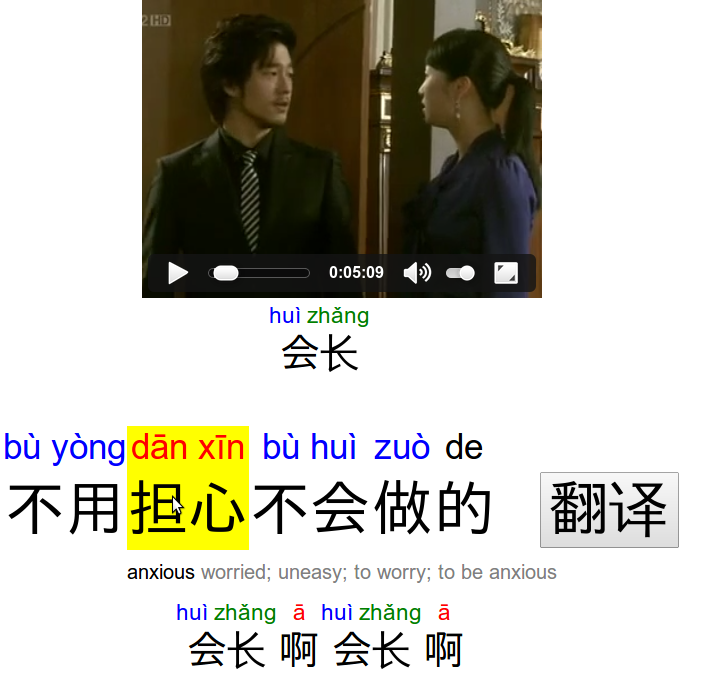 2 HD
0:05:09
huì zhǎng
会长
bù yòng dān xīn bù huì zuò de
不用担心不会做的 翻译
anxious worried; uneasy; to worry; to be anxious
huì zhǎng ā huì zhǎng ā
会长 啊 会长 啊